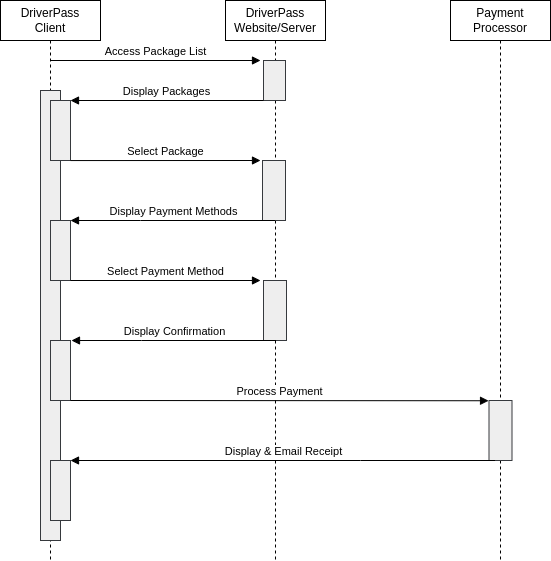 DriverPass
Client
DriverPass
Website/Server
Payment
Processor
Access Package List
Display Packages
Select Package
Display Payment Methods
Select Payment Method
Display Confirmation
Process Payment
Display & Email Receipt